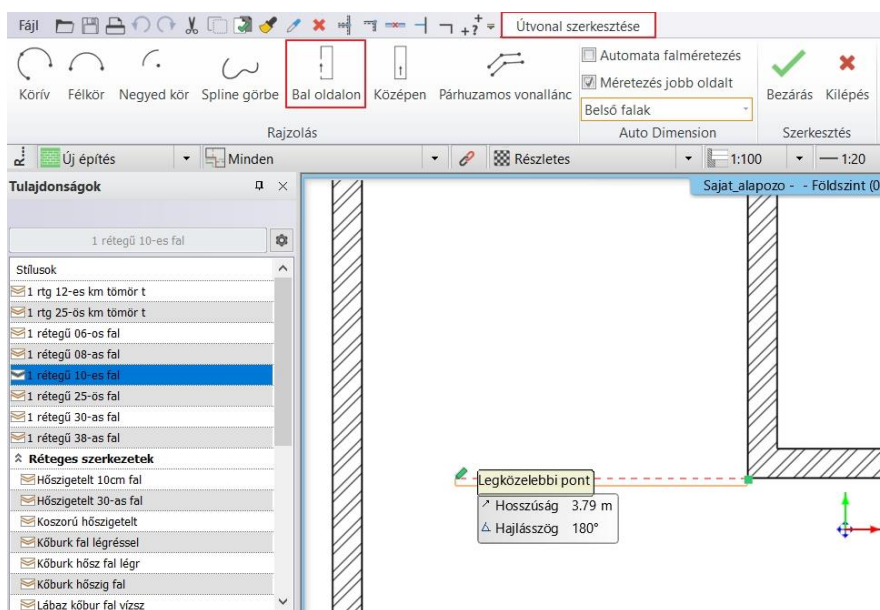 Fájl
Útvonal szerkesztése
Körív Félkör Negyed kör Spline görbe Bal oldalon Középen Párhuzamos vonallánc
Automata falméretezés
Méretezés jobb oldalt
Belső falak
Bezárás Kilépés
Rajzolás Auto Dimension Szerkesztés
R... Új építés Minden Részletes 1:100 1:20
Tulajdonságok
Sajat_alapozo - - Földszint (0
1 rétegű 10-es fal
Stílusok
1 rtg 12-es km tömör t
1 rtg 25-ös km tömör t
1 rétegű 06-os fal
1 rétegű 08-as fal
1 rétegű 10-es fal
1 rétegű 25-ös fal
1 rétegű 30-as fal
1 rétegű 38-as fal
Réteges szerkezetek
Hőszigetelt 10cm fal
Hőszigetelt 30-as fal
Koszorú hőszigetelt
Kőburk fal légréssel
Kőburk hősz fal légr
Kőburk hőszig fal
Lábaz kőbur fal vízsz
Legközelebbi pont
Hosszúság 3.79 m
Hajlásszög 180°